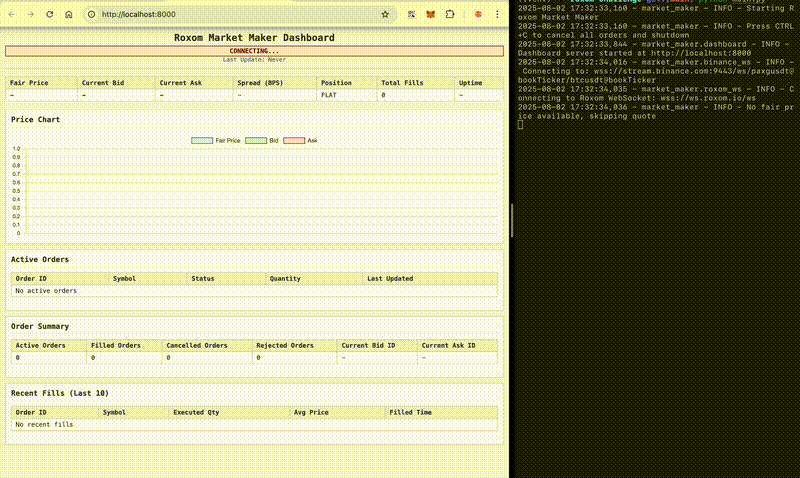 http://localhost:8000
Roxom Market Maker Dashboard
CONNECTING...
Last Update: Never
Fair Price Current Bid Current Ask Spread (BPS) Position Total Fills Uptime
– – – – FLAT 0 –
Price Chart
Fair Price Bid Ask
1.0
0.9
0.8
0.7
0.6
0.5
0.4
0.3
0.2
0.1
0
Active Orders
Order ID Symbol Status Quantity Last Updated
No active orders
Order Summary
Active Orders Filled Orders Cancelled Orders Rejected Orders Current Bid ID Current Ask ID
0 0 0 0 – –
Recent Fills (Last 10)
Order ID Symbol Executed Qty Avg Price Filled Time
No recent fills
2025-08-02 17:32:33,160 - market_maker - INFO - Starting R
oxom Market Maker
2025-08-02 17:32:33,160 - market_maker - INFO - Press CTRL
+C to cancel all orders and shutdown
2025-08-02 17:32:33,844 - market_maker.dashboard - INFO -
Dashboard server started at http://localhost:8000
2025-08-02 17:32:34,016 - market_maker.binance_ws - INFO -
Connecting to: wss://stream.binance.com:9443/ws/paxgusdt@
bookTicker/btcusdt@bookTicker
2025-08-02 17:32:34,035 - market_maker.roxom_ws - INFO - C
onnecting to Roxom WebSocket: wss://ws.roxom.io/ws
2025-08-02 17:32:34,036 - market_maker - INFO - No fair pr
ice available, skipping quote